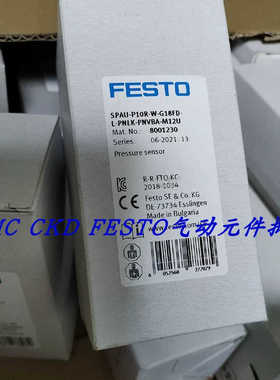 FESTO
SPAU-P10R-W-G18FD-
L-PNLK-PNVBA-M12U
Mat. No.: 8001230
Series 06-2021 13
Pressure sensor
R-R-FTO-KC
2018-1034
Festo SE & Co. KG
DE-73734 Esslingen
Made in Bulgaria
MC CKD FESTO气动元件